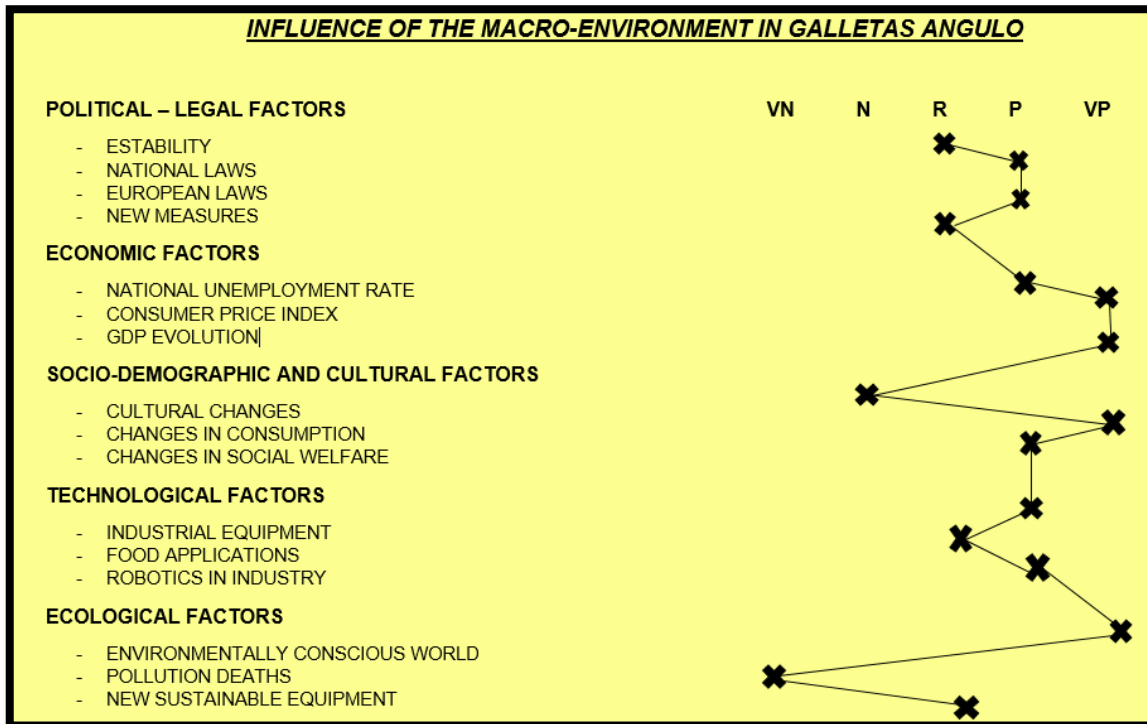 INFLUENCE OF THE MACRO-ENVIRONMENT IN GALLETAS ANGULO
POLITICAL – LEGAL FACTORS VN N R P VP
- ESTABILITY
- NATIONAL LAWS
- EUROPEAN LAWS
- NEW MEASURES
ECONOMIC FACTORS
- NATIONAL UNEMPLOYMENT RATE
- CONSUMER PRICE INDEX
- GDP EVOLUTION
SOCIO-DEMOGRAPHIC AND CULTURAL FACTORS
- CULTURAL CHANGES
- CHANGES IN CONSUMPTION
- CHANGES IN SOCIAL WELFARE
TECHNOLOGICAL FACTORS
- INDUSTRIAL EQUIPMENT
- FOOD APPLICATIONS
- ROBOTICS IN INDUSTRY
ECOLOGICAL FACTORS
- ENVIRONMENTALLY CONSCIOUS WORLD
- POLLUTION DEATHS
- NEW SUSTAINABLE EQUIPMENT